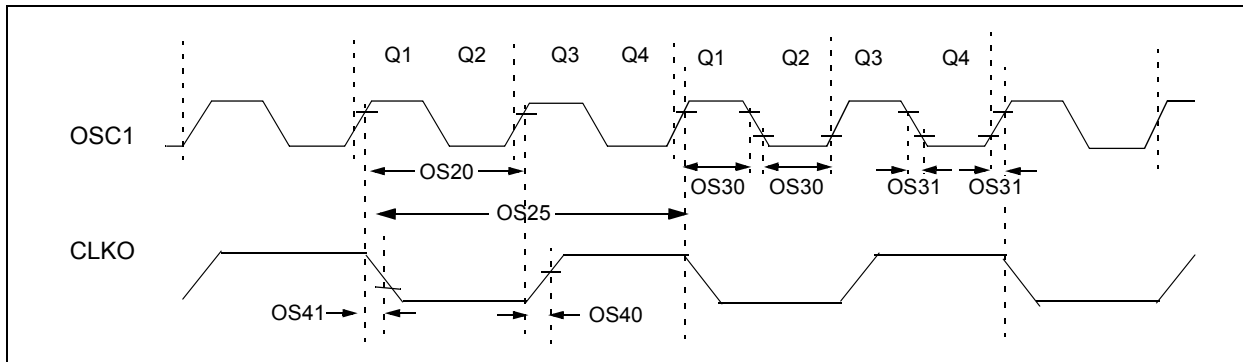 Q1 Q2 Q3 Q4 Q1 Q2 Q3 Q4
OSC1
OS20 OS30 OS30 OS31 OS31
OS25
CLKO
OS41 OS40